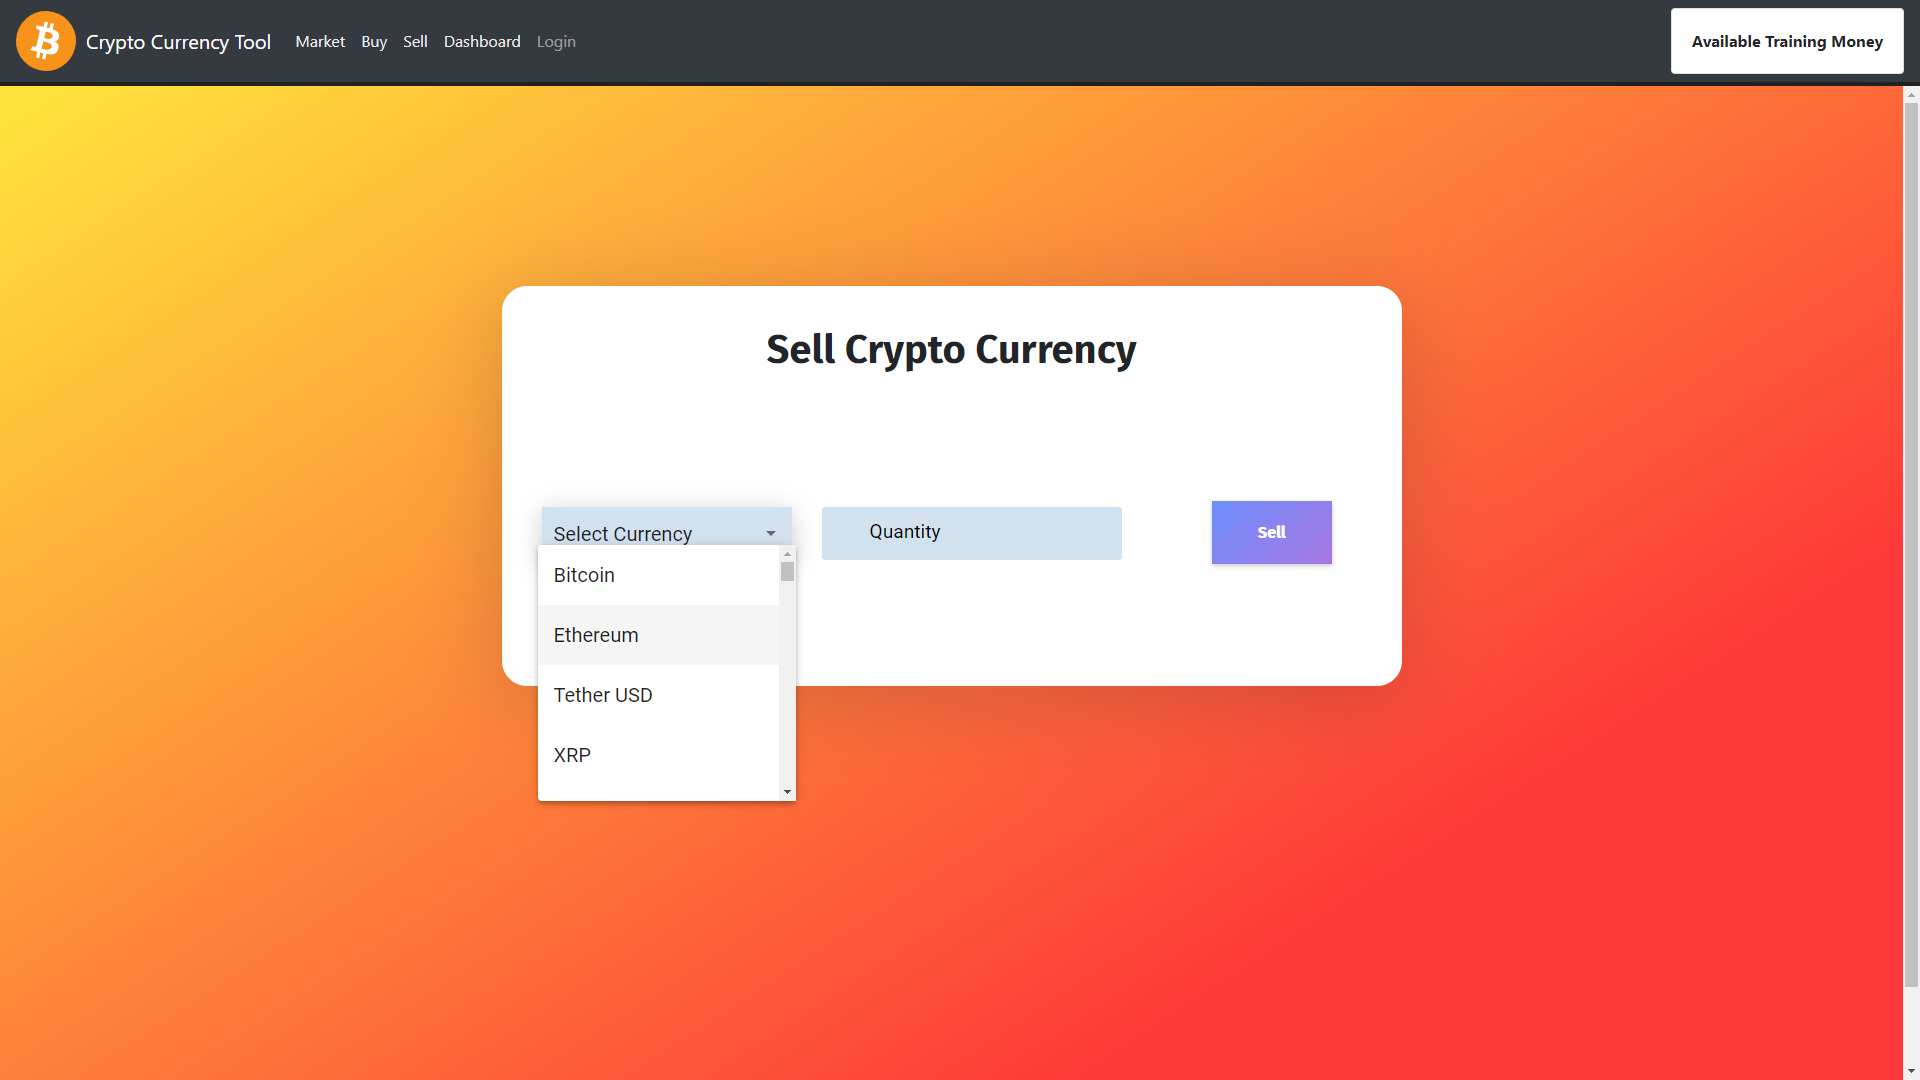 Crypto Currency Tool Market Buy Sell Dashboard Login Available Training Money
Sell Crypto Currency
Select Currency Quantity Sell
Bitcoin
Ethereum
Tether USD
XRP